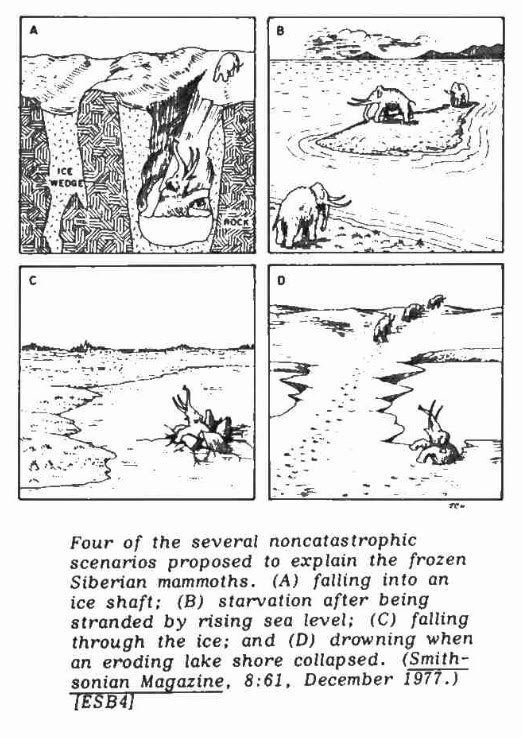 A
B
ICE
WEDGE
ROCK
C
D
Four of the several noncatastrophic
scenarios proposed to explain the frozen
Siberian mammoths. (A) falling into an
ice shaft; (B) starvation after being
stranded by rising sea level; (C) falling
through the ice; and (D) drowning when
an eroding lake shore collapsed. (Smith-
sonian Magazine, 8:61, December 1977.)
[ESB4]